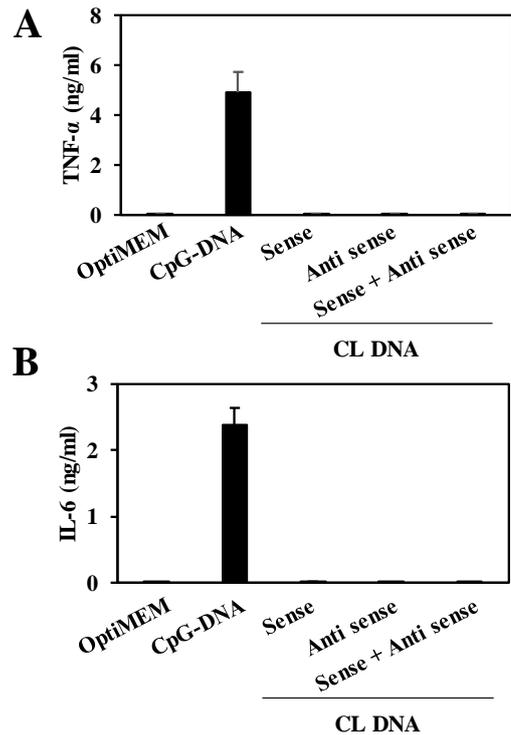 A
TNF-α (ng/ml)
8
6
4
2
0
OptiMEM
CpG-DNA
Sense
Anti sense
Sense + Anti sense
CL DNA
B
IL-6 (ng/ml)
3
2
1
0
OptiMEM
CpG-DNA
Sense
Anti sense
Sense + Anti sense
CL DNA